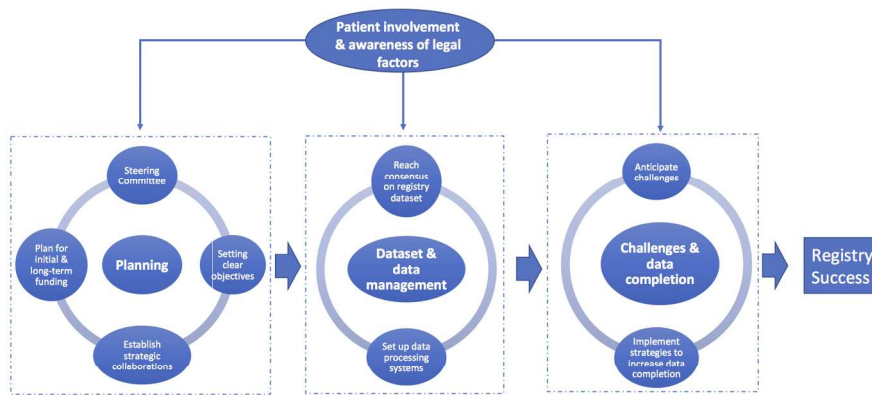 Patient involvement
& awareness of legal
factors
Steering
Committee
Plan for
initial &
long-term
funding
Planning
Setting
clear
objectives
Establish
strategic
collaborations
Reach
consensus
on registry
dataset
Dataset &
data
management
Set up data
processing
systems
Anticipate
challenges
Challenges &
data
completion
Implement
strategies to
increase data
completion
Registry
Success